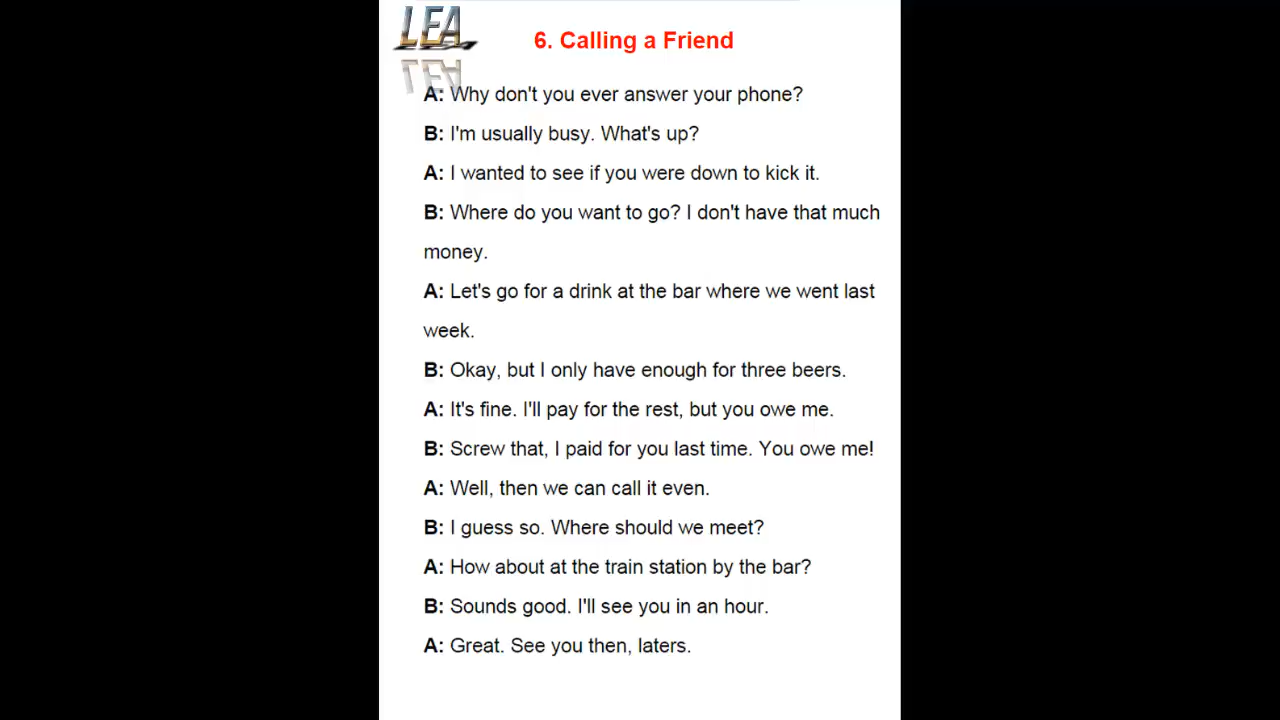 LEA
6. Calling a Friend
A: Why don't you ever answer your phone?
B: I'm usually busy. What's up?
A: I wanted to see if you were down to kick it.
B: Where do you want to go? I don't have that much
money.
A: Let's go for a drink at the bar where we went last
week.
B: Okay, but I only have enough for three beers.
A: It's fine. I'll pay for the rest, but you owe me.
B: Screw that, I paid for you last time. You owe me!
A: Well, then we can call it even.
B: I guess so. Where should we meet?
A: How about at the train station by the bar?
B: Sounds good. I'll see you in an hour.
A: Great. See you then, laters.